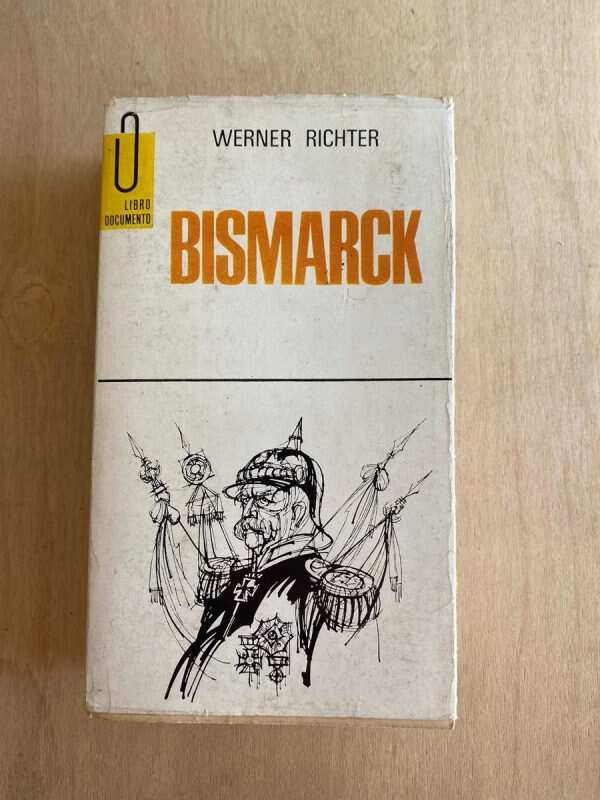 WERNER RICHTER
LIBRO
DOCUMENTO
BISMARCK